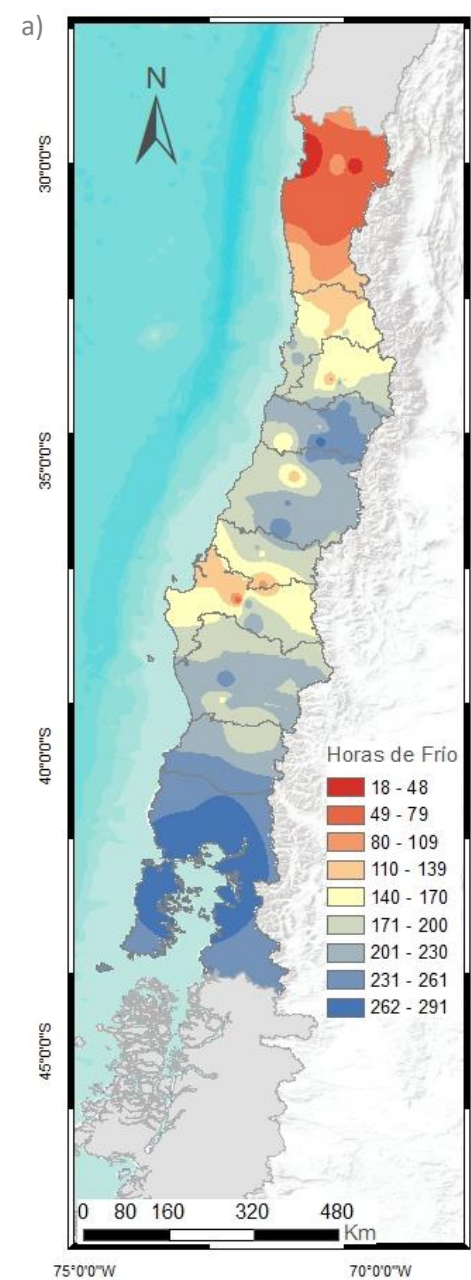 a)
N
30°0'0"S
35°0'0"S
40°0'0"S
45°0'0"S
Horas de Frío
18 - 48
49 - 79
80 - 109
110 - 139
140 - 170
171 - 200
201 - 230
231 - 261
262 - 291
0 80 160 320 480
Km
75°0'0"W 70°0'0"W